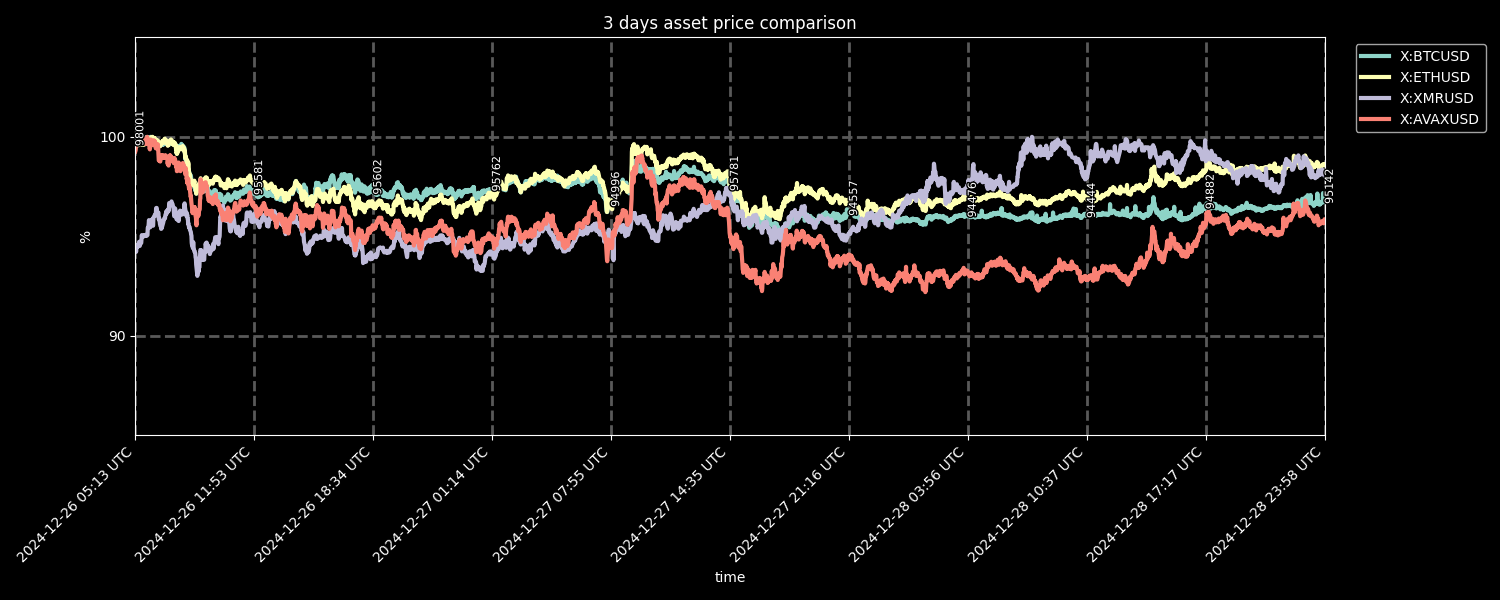 3 days asset price comparison
X:BTCUSD
X:ETHUSD
X:XMRUSD
X:AVAXUSD
100
90
%
98001
95581
95602
95762
94996
95781
94557
94476
94444
94882
95142
2024-12-26 05:13 UTC
2024-12-26 11:53 UTC
2024-12-26 18:34 UTC
2024-12-27 01:14 UTC
2024-12-27 07:55 UTC
2024-12-27 14:35 UTC
2024-12-27 21:16 UTC
2024-12-28 03:56 UTC
2024-12-28 10:37 UTC
2024-12-28 17:17 UTC
2024-12-28 23:58 UTC
time